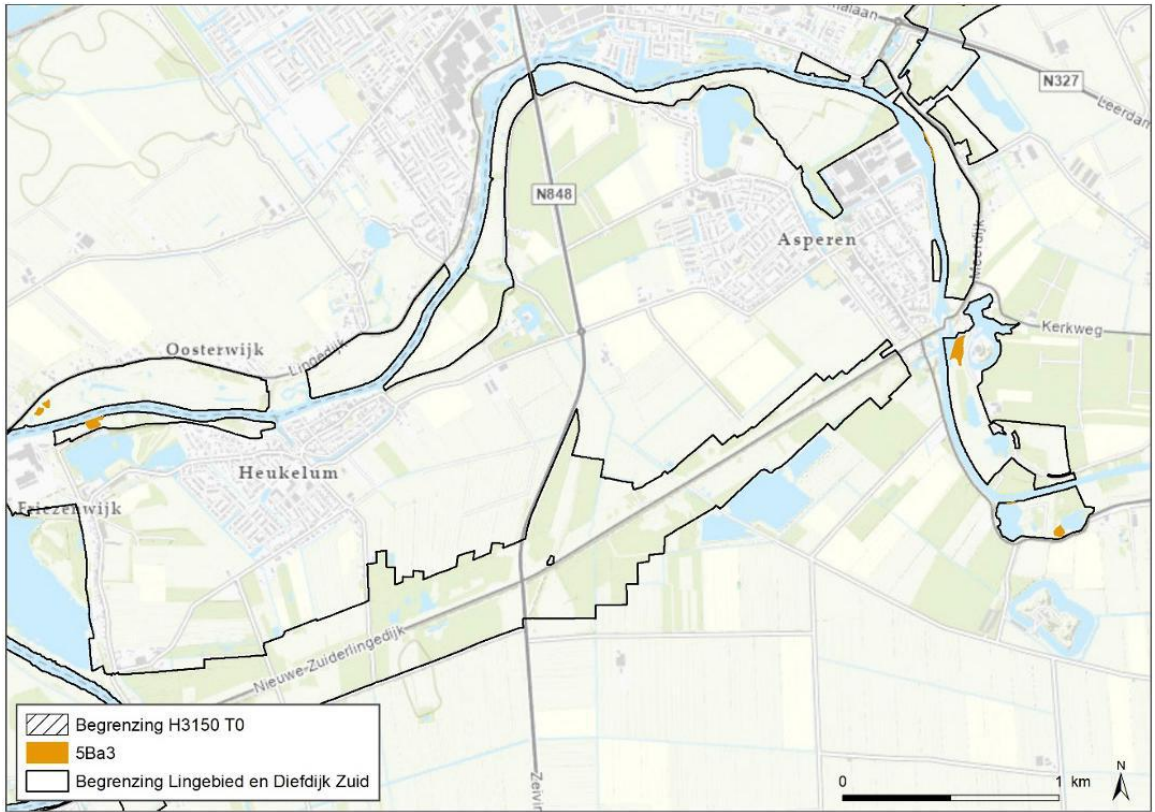 N327
Leerdam
N848
Asperen
Meerdijk
Kerkweg
Oosterwijk
Lingedijk
Heukelum
Friezenwijk
Nieuwe-Zuiderlingedijk
Begrenzing H3150 T0
5Ba3
Begrenzing Lingebied en Diefdijk Zuid
0 1 km
N